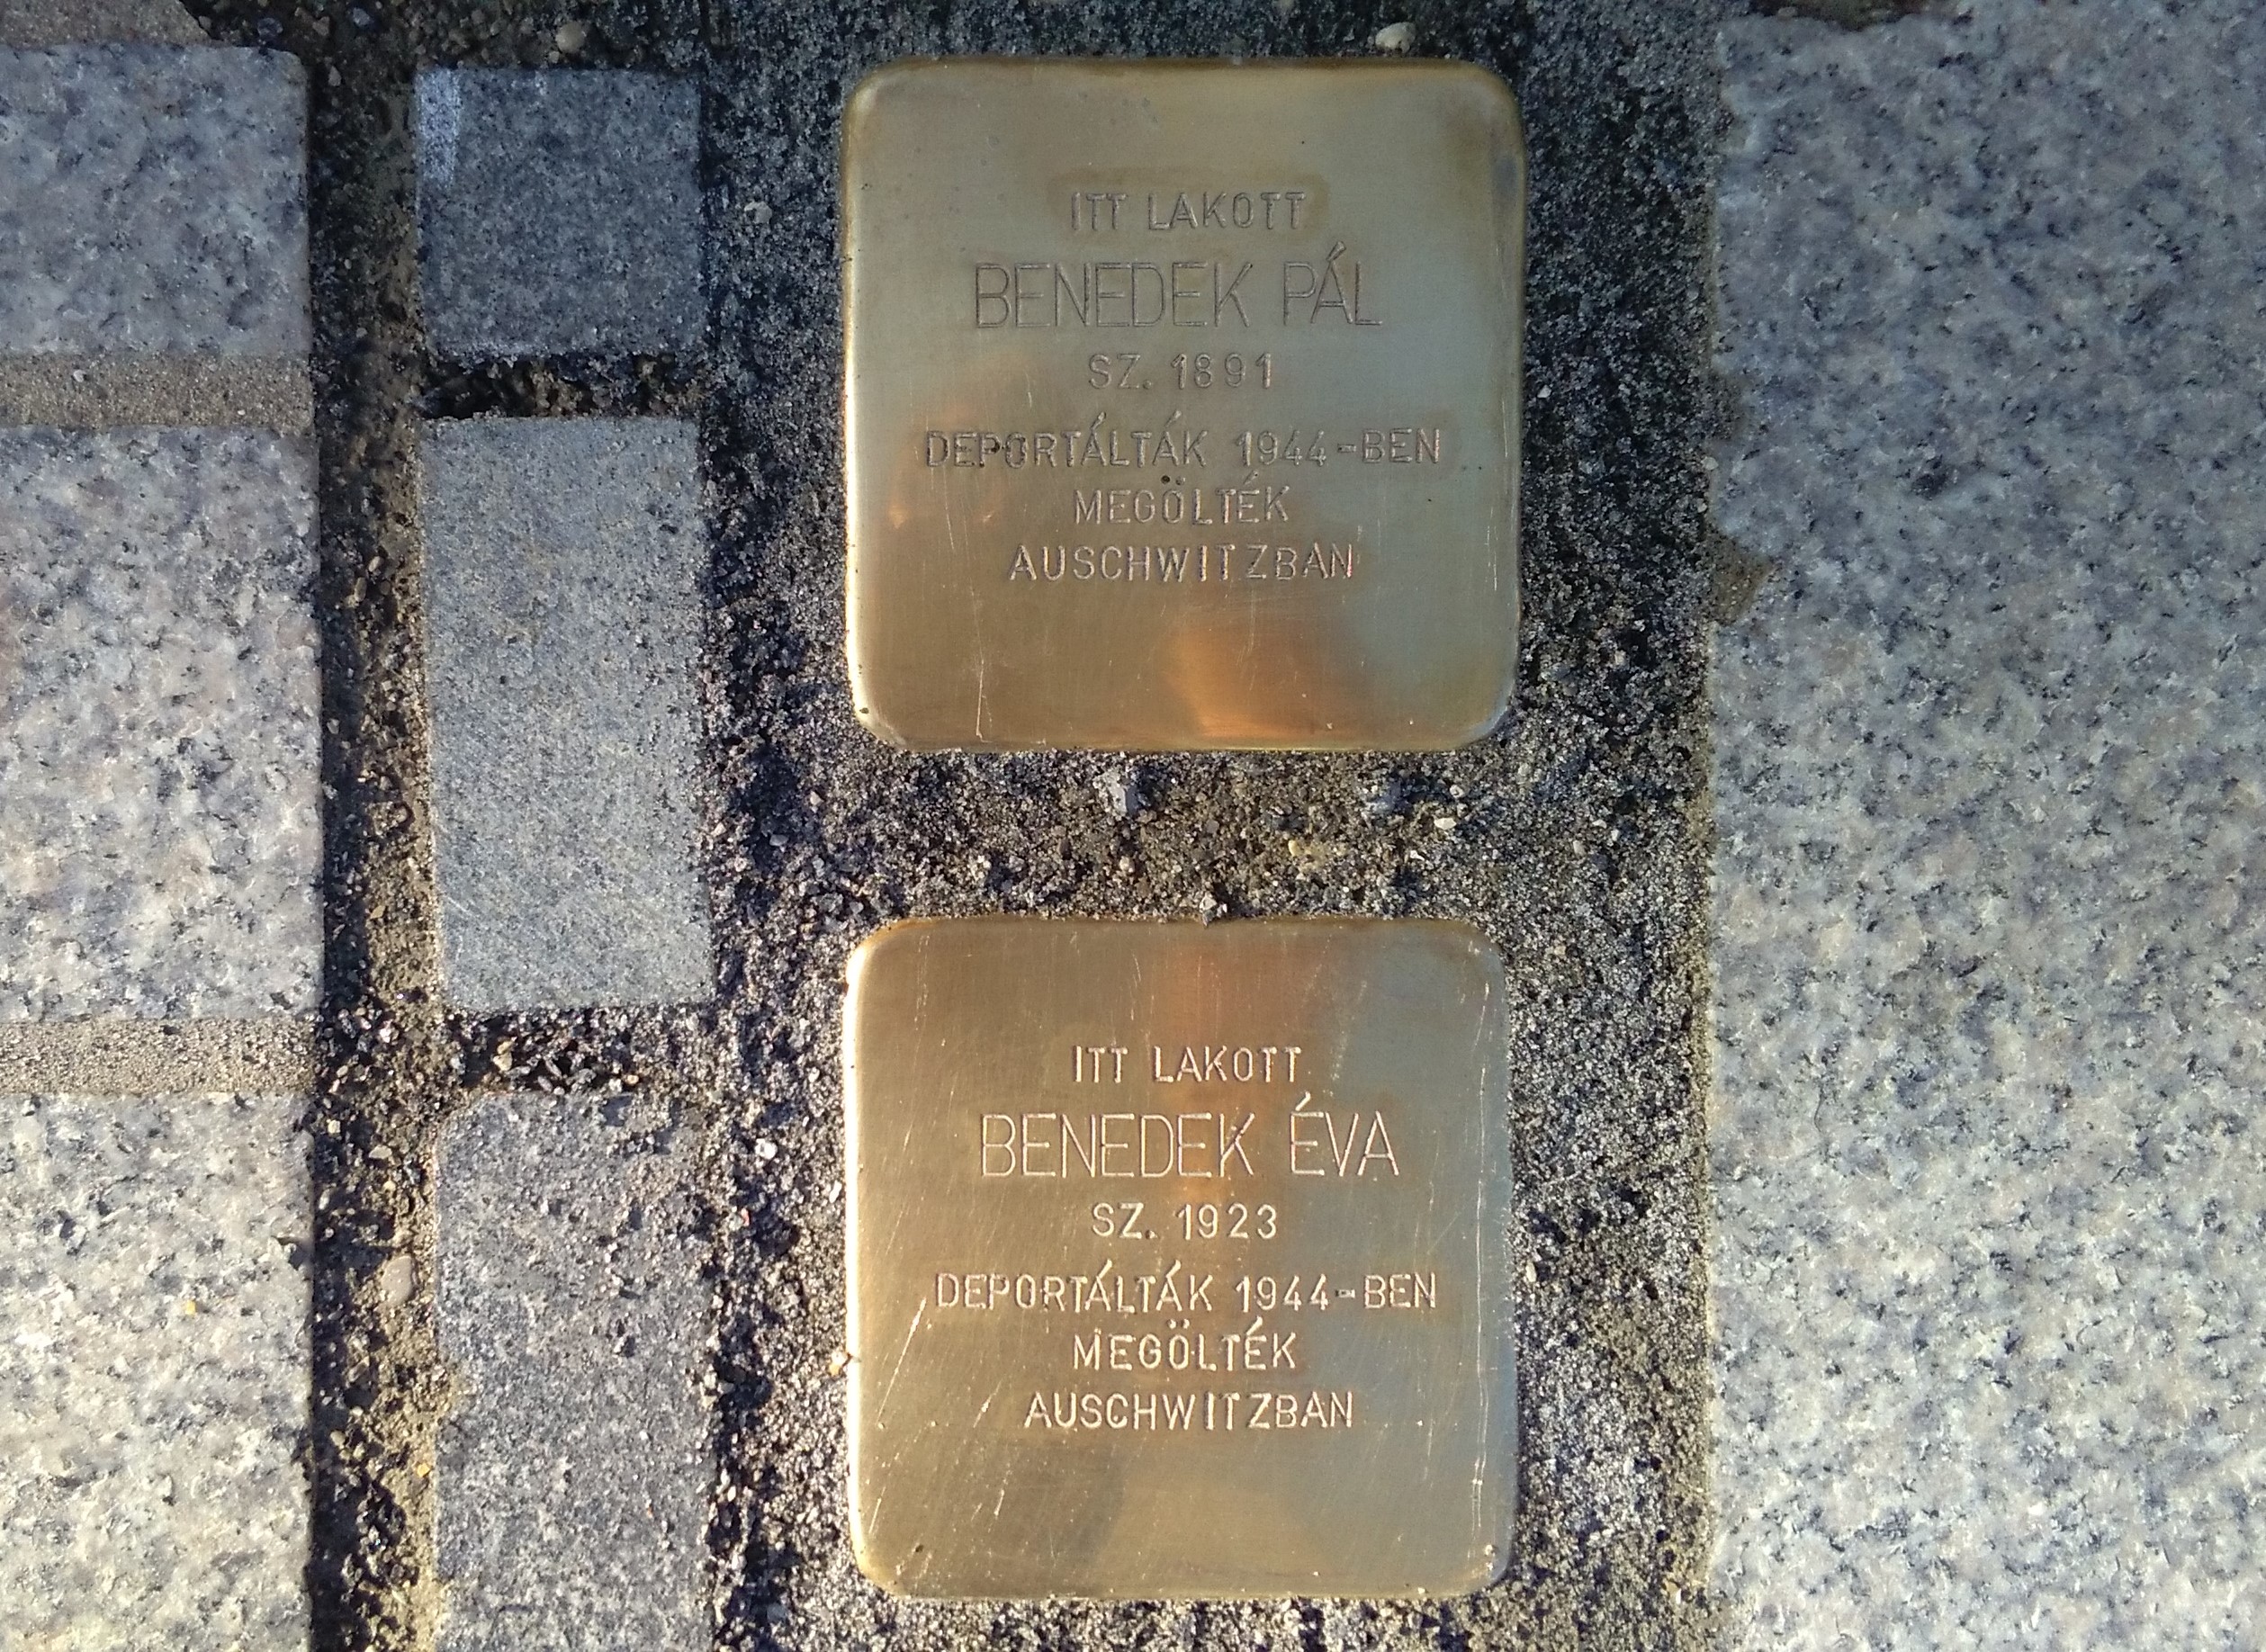 ITT LAKOTT
BENEDEK PÁL
SZ. 1891
DEPORTÁLTÁK 1944-BEN
MEGÖLTÉK
AUSCHWITZBAN
ITT LAKOTT
BENEDEK ÉVA
SZ. 1923
DEPORTÁLTÁK 1944-BEN
MEGÖLTÉK
AUSCHWITZBAN